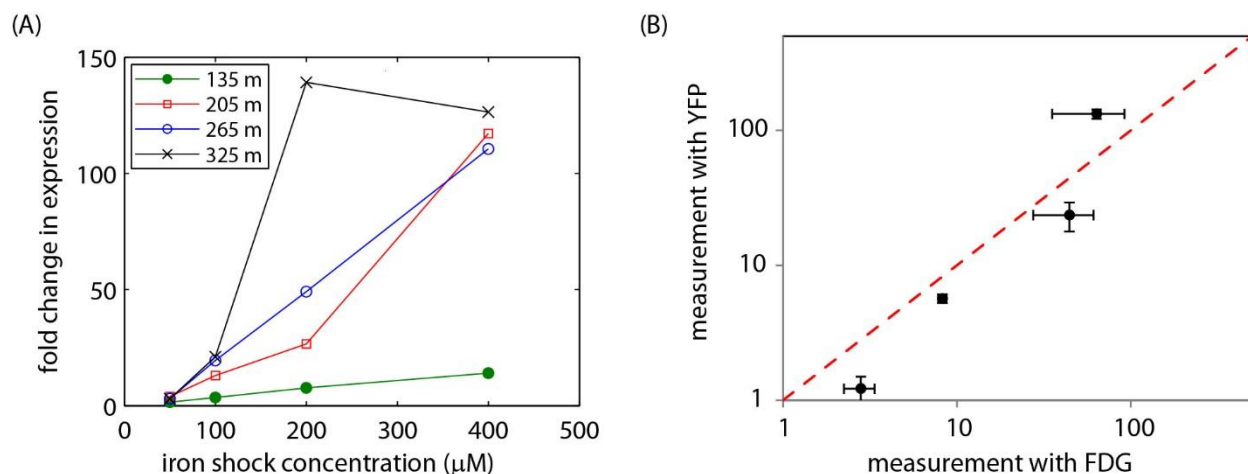 (A)
fold change in expression
150
100
50
0
135 m
205 m
265 m
325 m
0 100 200 300 400 500
iron shock concentration (μM)
(B)
measurement with YFP
100
10
1
1 10 100
measurement with FDG